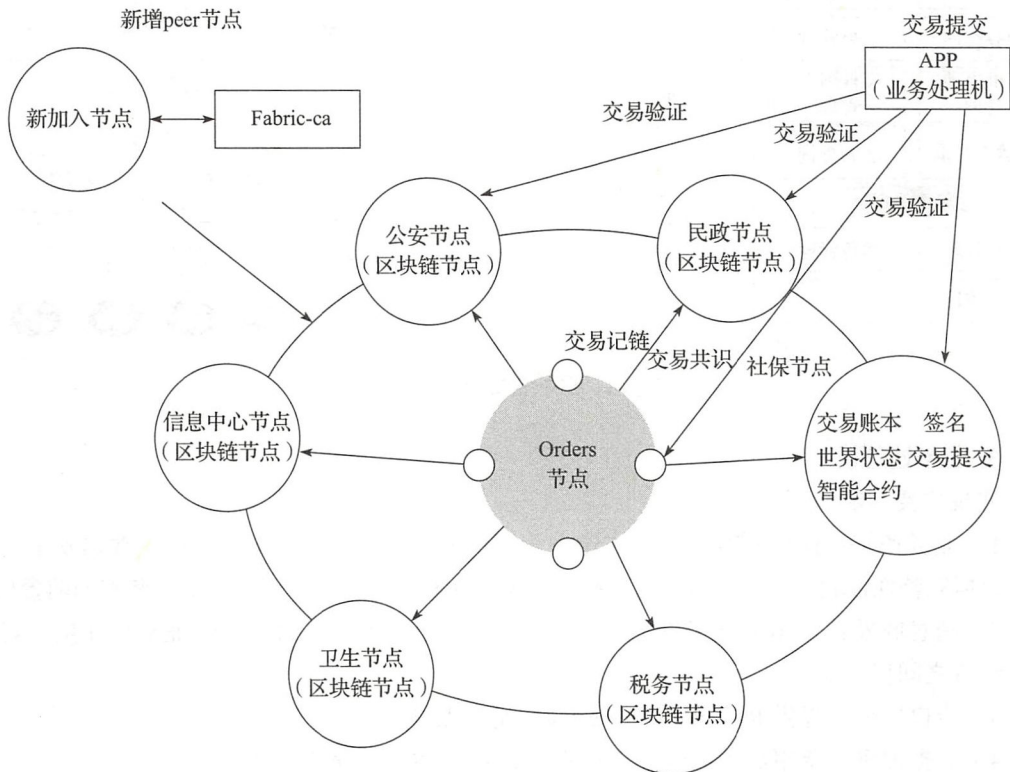 新增peer节点
交易提交
APP
（业务处理机）
新加入节点
Fabric-ca
交易验证
交易验证
交易验证
公安节点
（区块链节点）
民政节点
（区块链节点）
交易记链
交易共识
社保节点
信息中心节点
（区块链节点）
Orders
节点
交易账本 签名
世界状态 交易提交
智能合约
卫生节点
（区块链节点）
税务节点
（区块链节点）